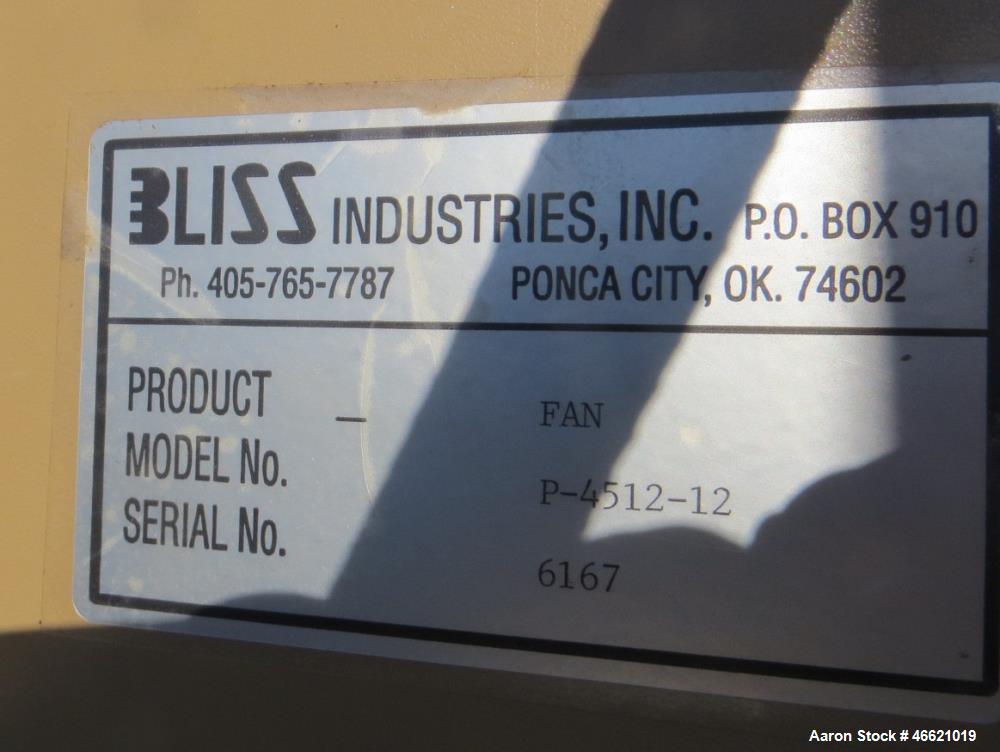 BLISS INDUSTRIES, INC. P.O. BOX 910
Ph. 405-765-7787 PONCA CITY, OK. 74602
PRODUCT – FAN
MODEL No. P-4512-12
SERIAL No. 6167
Aaron Stock # 46621019